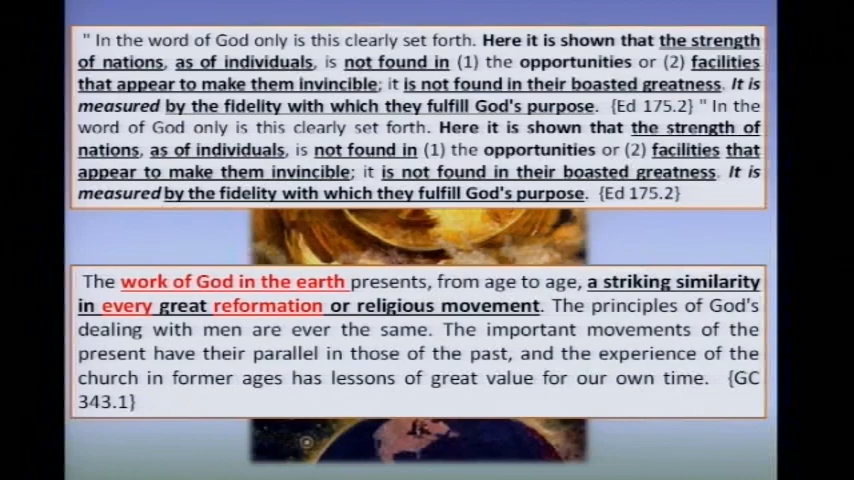 " In the word of God only is this clearly set forth. Here it is shown that the strength
of nations, as of individuals, is not found in (1) the opportunities or (2) facilities
that appear to make them invincible; it is not found in their boasted greatness. It is
measured by the fidelity with which they fulfill God's purpose. {Ed 175.2} " In the
word of God only is this clearly set forth. Here it is shown that the strength of
nations, as of individuals, is not found in (1) the opportunities or (2) facilities that
appear to make them invincible; it is not found in their boasted greatness. It is
measured by the fidelity with which they fulfill God's purpose. {Ed 175.2}
The work of God in the earth presents, from age to age, a striking similarity
in every great reformation or religious movement. The principles of God's
dealing with men are ever the same. The important movements of the
present have their parallel in those of the past, and the experience of the
church in former ages has lessons of great value for our own time. {GC
343.1}